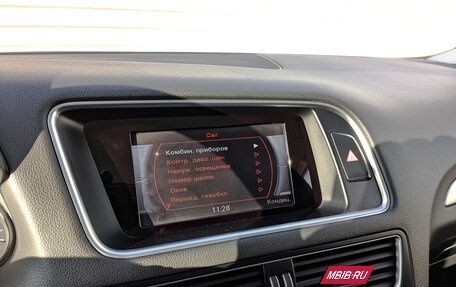 Car
Комбин. приборов
Контр. давл. шин
Наруж. освещение
Номер шасси
Окна
Период. техобсл.
11:28
Кондиц.
MBIB.RU